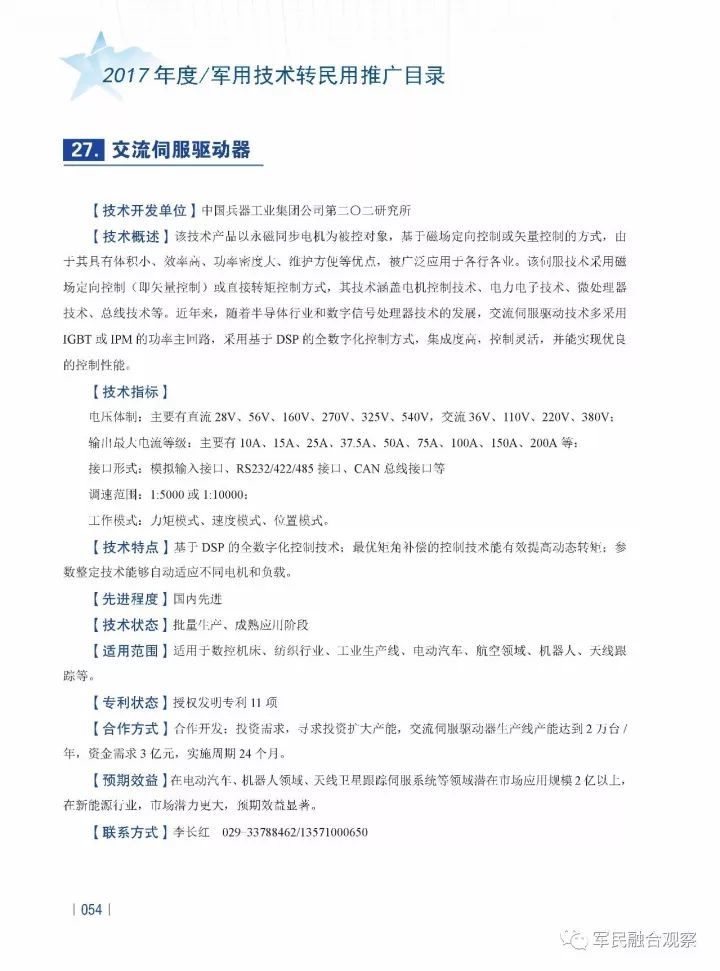 2017 年度/军用技术转民用推广目录
27. 交流伺服驱动器
【技术开发单位】中国兵器工业集团公司第二〇二研究所
【技术概述】该技术产品以永磁同步电机为被控对象，基于磁场定向控制或矢量控制的方式，由
于其具有体积小、效率高、功率密度大、维护方便等优点，被广泛应用于各行各业。该伺服技术采用磁
场定向控制（即矢量控制）或直接转矩控制方式，其技术涵盖电机控制技术、电力电子技术、微处理器
技术、总线技术等。近年来，随着半导体行业和数字信号处理器技术的发展，交流伺服驱动技术多采用
IGBT 或 IPM 的功率主回路，采用基于 DSP 的全数字化控制方式，集成度高，控制灵活，并能实现优良
的控制性能。
【技术指标】
电压体制：主要有直流 28V、56V、160V、270V、325V、540V，交流 36V、110V、220V、380V；
输出最大电流等级：主要有 10A、15A、25A、37.5A、50A、75A、100A、150A、200A 等；
接口形式：模拟输入接口、RS232/422/485 接口、CAN 总线接口等
调速范围：1:5000 或 1:10000；
工作模式：力矩模式、速度模式、位置模式。
【技术特点】基于 DSP 的全数字化控制技术；最优矩角补偿的控制技术能有效提高动态转矩；参
数整定技术能够自动适应不同电机和负载。
【先进程度】国内先进
【技术状态】批量生产、成熟应用阶段
【适用范围】适用于数控机床、纺织行业、工业生产线、电动汽车、航空领域、机器人、天线跟
踪等。
【专利状态】授权发明专利 11 项
【合作方式】合作开发；投资需求，寻求投资扩大产能，交流伺服驱动器生产线产能达到 2 万台 /
年，资金需求 3 亿元，实施周期 24 个月。
【预期效益】在电动汽车、机器人领域、天线卫星跟踪伺服系统等领域潜在市场应用规模 2 亿以上，
在新能源行业，市场潜力更大，预期效益显著。
【联系方式】李长红 029-33788462/13571000650
| 054 |
军民融合观察